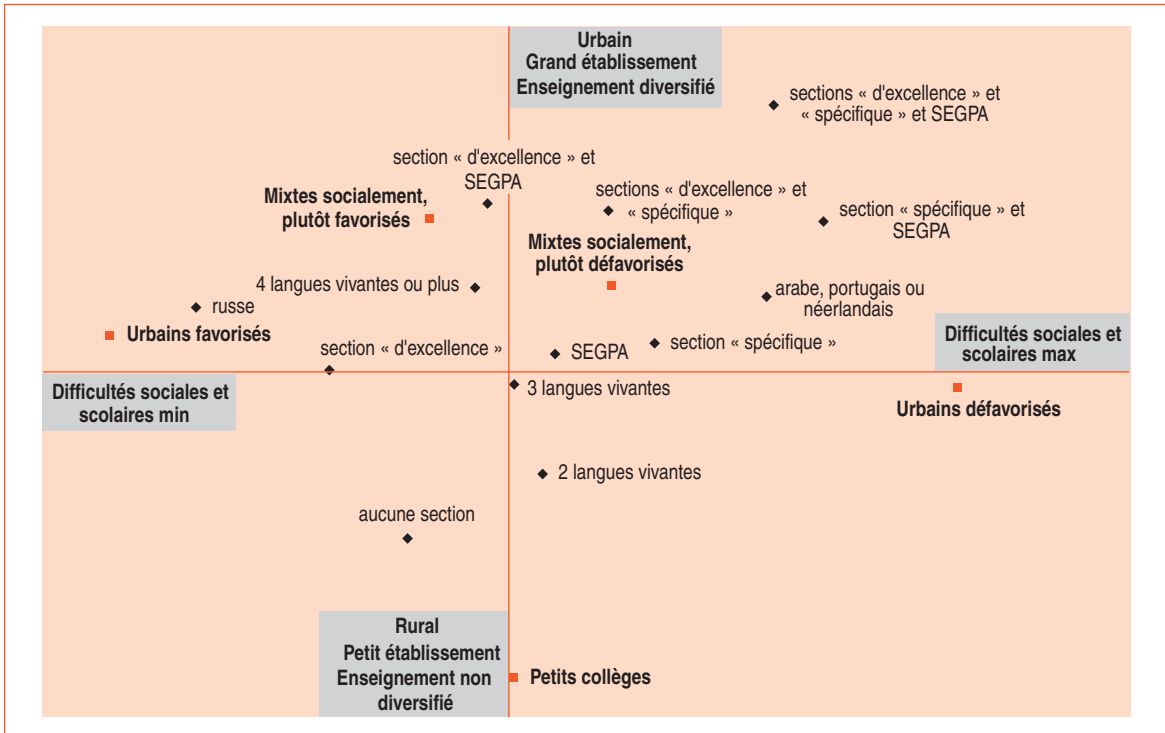 Urbain
Grand établissement
Enseignement diversifié
sections « d'excellence » et
« spécifique » et SEGPA
section « d'excellence » et
SEGPA
Mixtes socialement,
plutôt favorisés
sections « d'excellence » et
« spécifique »
section « spécifique » et
SEGPA
Mixtes socialement,
plutôt défavorisés
4 langues vivantes ou plus
arabe, portugais ou
néerlandais
russe
Urbains favorisés
section « d'excellence »
SEGPA
section « spécifique »
Difficultés sociales et
scolaires max
Difficultés sociales et
scolaires min
3 langues vivantes
Urbains défavorisés
2 langues vivantes
aucune section
Rural
Petit établissement
Enseignement non
diversifié
Petits collèges